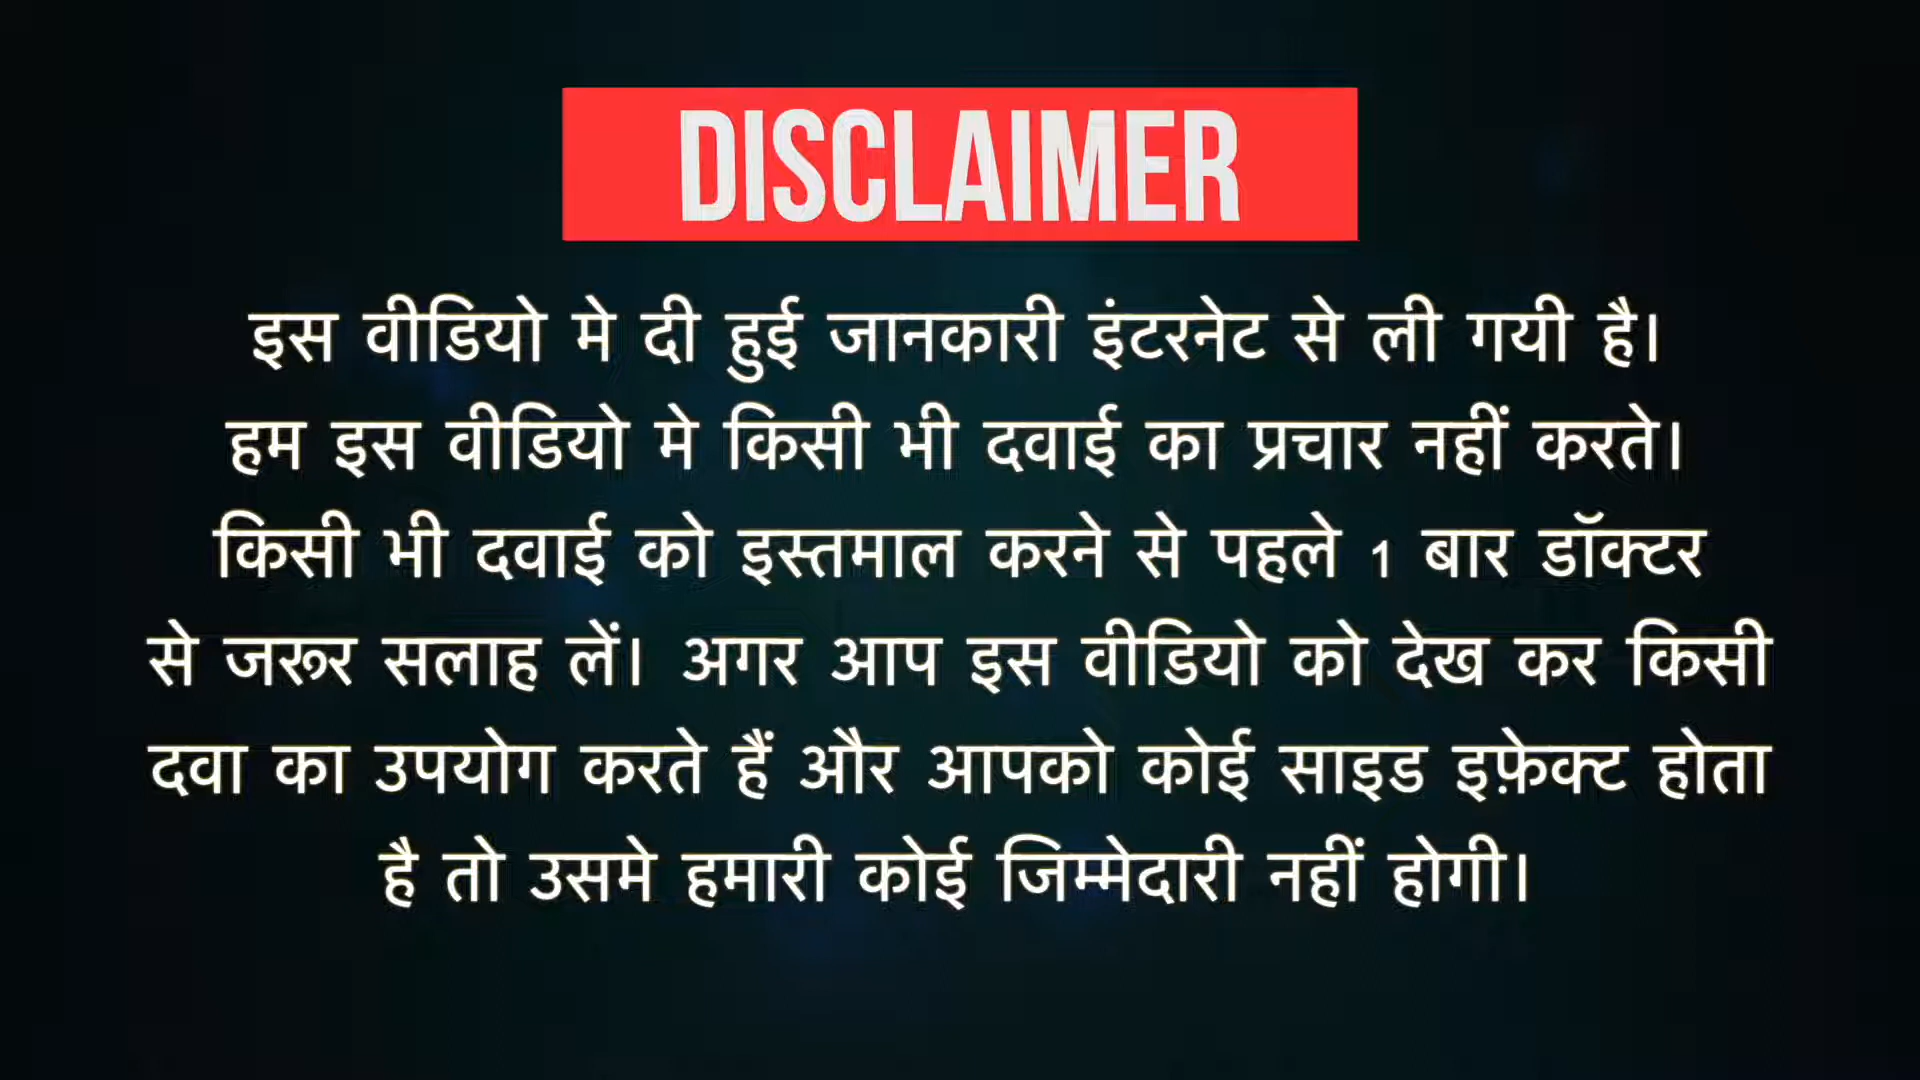 DISCLAIMER
इस वीडियो मे दी हुई जानकारी इंटरनेट से ली गयी है।
हम इस वीडियो मे किसी भी दवाई का प्रचार नहीं करते।
किसी भी दवाई को इस्तमाल करने से पहले 1 बार डॉक्टर
से जरूर सलाह लें। अगर आप इस वीडियो को देख कर किसी
दवा का उपयोग करते हैं और आपको कोई साइड इफ़ेक्ट होता
है तो उसमे हमारी कोई जिम्मेदारी नहीं होगी।